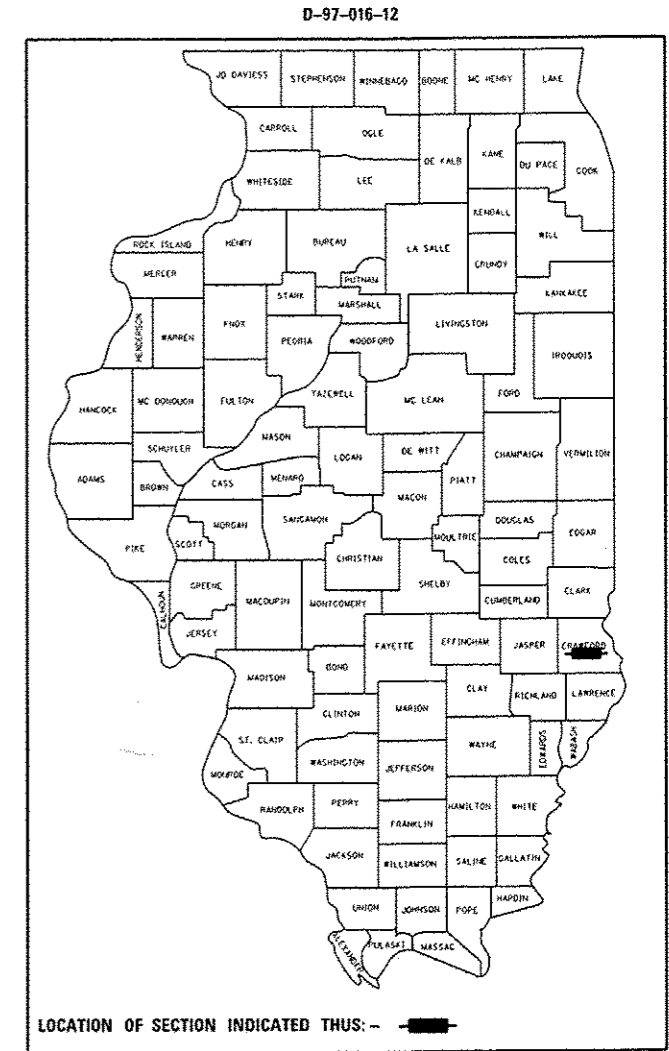 D-97-016-12
JO DAVIESS STEPHENSON WINNEBAGO BOONE MC HENRY LAKE
CARROLL OGLE DE KALB KANE DU PAGE COOK
WHITESIDE LEE
KENDALL
ROCK ISLAND HENRY BUREAU LA SALLE WILL
MERCER PUTNAM GRUNDY
HENDERSON WARREN KNOX STARK MARSHALL LIVINGSTON KANKAKEE
PEORIA WOODFORD IROQUOIS
HANCOCK MC DONOUGH FULTON TAZEWELL MC LEAN FORD
SCHUYLER MASON LOGAN DE WITT CHAMPAIGN VERMILION
ADAMS BROWN CASS MENARD PIATT
MACON
PIKE SCOTT MORGAN SANGAMON MOULTRIE DOUGLAS EDGAR
CHRISTIAN COLES
CALHOUN GREENE MACOUPIN MONTGOMERY SHELBY CUMBERLAND CLARK
JERSEY
FAYETTE EFFINGHAM JASPER CRAWFORD
MADISON BOND
CLAY RICHLAND LAWRENCE
CLINTON MARION
ST. CLAIR WAYNE EDWARDS WABASH
MONROE WASHINGTON JEFFERSON
RANDOLPH PERRY HAMILTON WHITE
FRANKLIN
JACKSON WILLIAMSON SALINE GALLATIN
UNION JOHNSON POPE HARDIN
ALEXANDER PULASKI MASSAC
LOCATION OF SECTION INDICATED THUS: -